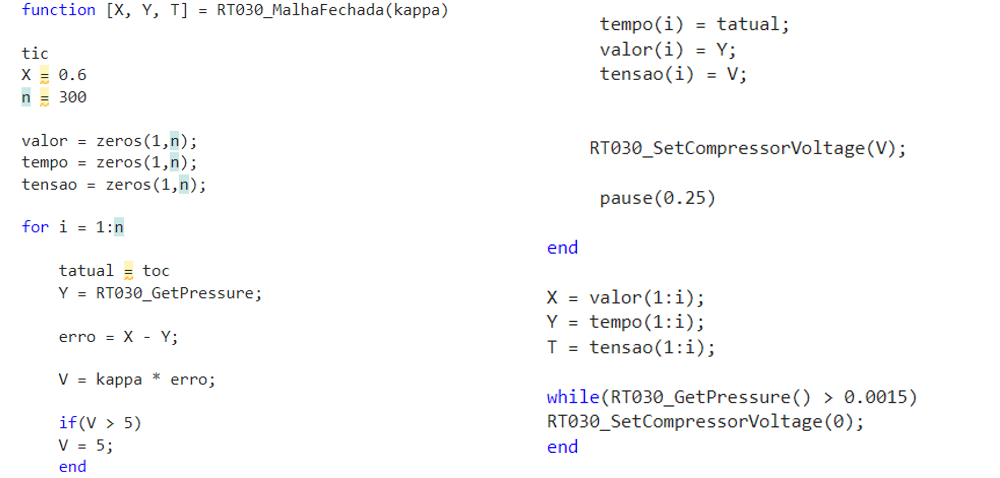 function [X, Y, T] = RT030_MalhaFechada(kappa)
tic
X = 0.6
n = 300
valor = zeros(1,n);
tempo = zeros(1,n);
tensao = zeros(1,n);
for i = 1:n
tatual = toc
Y = RT030_GetPressure;
erro = X - Y;
V = kappa * erro;
if(V > 5)
V = 5;
end
tempo(i) = tatual;
valor(i) = Y;
tensao(i) = V;
RT030_SetCompressorVoltage(V);
pause(0.25)
end
X = valor(1:i);
Y = tempo(1:i);
T = tensao(1:i);
while(RT030_GetPressure() > 0.0015)
RT030_SetCompressorVoltage(0);
end